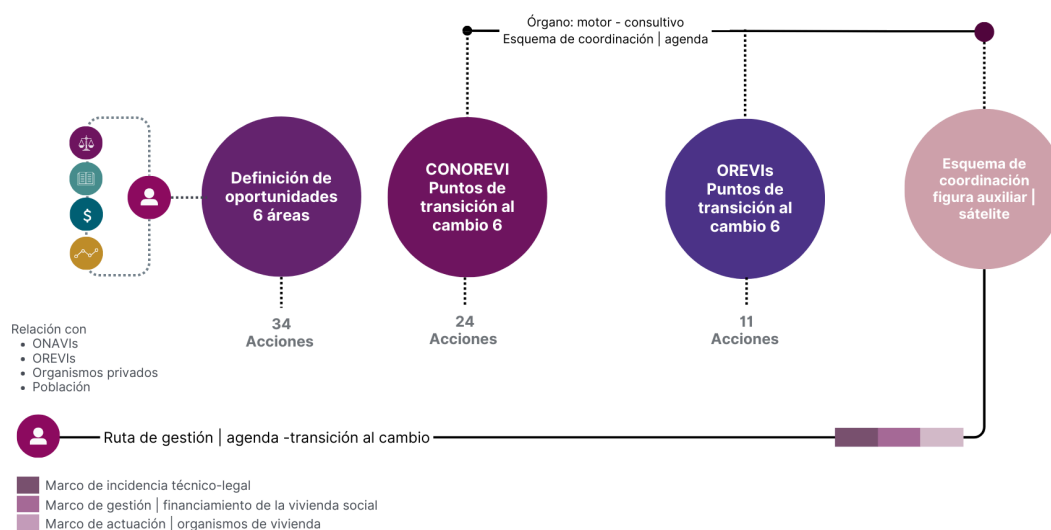 Órgano: motor - consultivo
Esquema de coordinación | agenda
$
Definición de
oportunidades
6 áreas
CONOREVI
Puntos de
transición al
cambio 6
OREVIs
Puntos de
transición al
cambio 6
Esquema de
coordinación
figura auxiliar |
sátelite
34
Acciones
24
Acciones
11
Acciones
Relación con
• ONAVIs
• OREVIs
• Organismos privados
• Población
Ruta de gestión | agenda -transición al cambio
Marco de incidencia técnico-legal
Marco de gestión | financiamiento de la vivienda social
Marco de actuación | organismos de vivienda